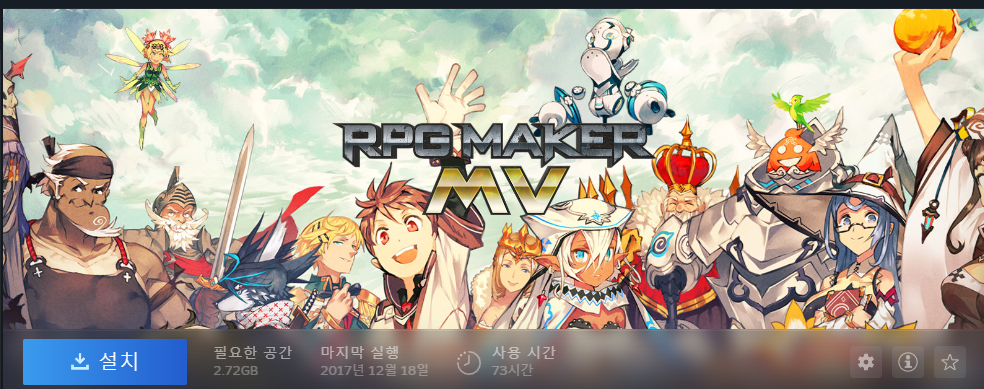 RPG MAKER
MV
설치
필요한 공간
2.72GB
마지막 실행
2017년 12월 18일
사용 시간
73시간